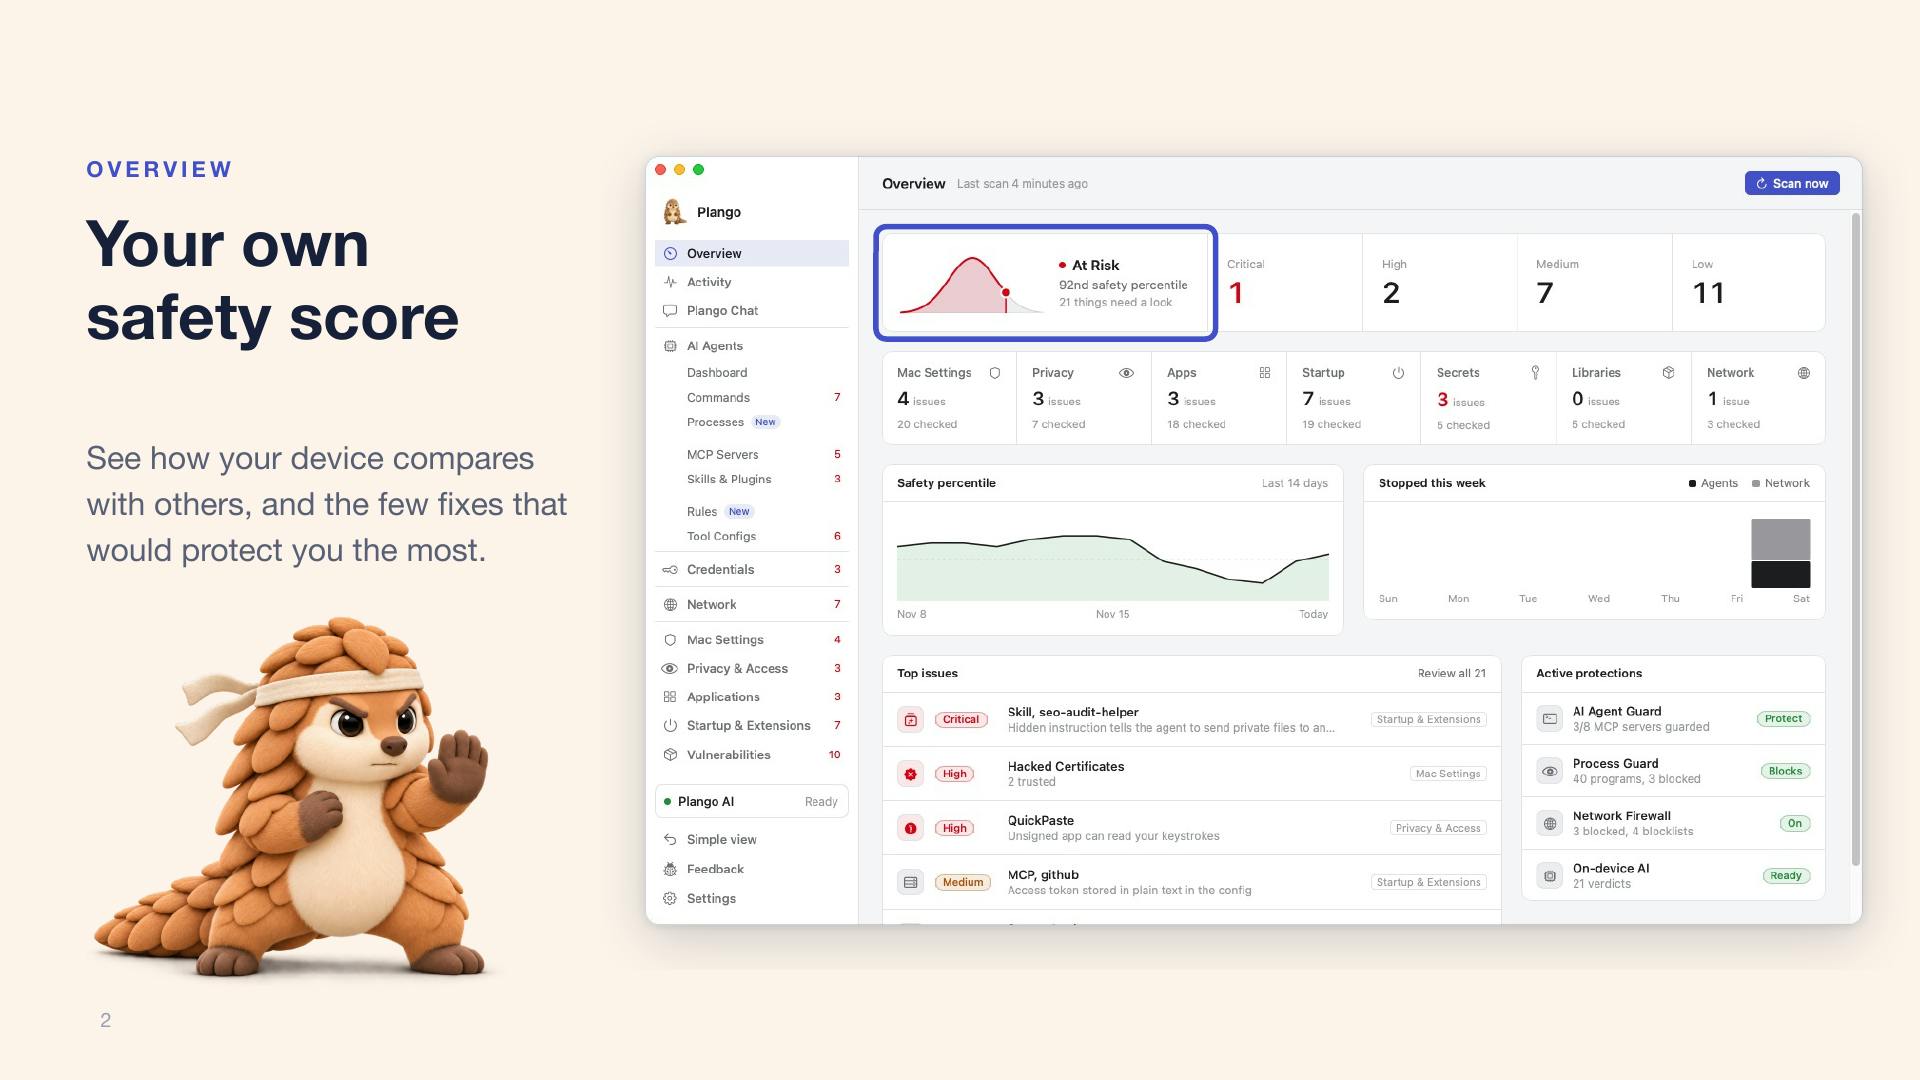 OVERVIEW
Your own
safety score
See how your device compares
with others, and the few fixes that
would protect you the most.
2
Plango
Overview
Activity
Plango Chat
AI Agents
Dashboard
Commands 7
Processes New
MCP Servers 5
Skills & Plugins 3
Rules New
Tool Configs 6
Credentials 3
Network 7
Mac Settings 4
Privacy & Access 3
Applications 3
Startup & Extensions 7
Vulnerabilities 10
Plango AI Ready
Simple view
Feedback
Settings
Overview Last scan 4 minutes ago Scan now
At Risk
92nd safety percentile
21 things need a look
Critical
1
High
2
Medium
7
Low
11
Mac Settings
4 issues
20 checked
Privacy
3 issues
7 checked
Apps
3 issues
18 checked
Startup
7 issues
19 checked
Secrets
3 issues
5 checked
Libraries
0 issues
5 checked
Network
1 issue
3 checked
Safety percentile Last 14 days
Nov 8 Nov 15 Today
Stopped this week Agents Network
Sun Mon Tue Wed Thu Fri Sat
Top issues Review all 21
Critical Skill, seo-audit-helper Startup & Extensions
Hidden instruction tells the agent to send private files to an...
High Hacked Certificates Mac Settings
2 trusted
High QuickPaste Privacy & Access
Unsigned app can read your keystrokes
Medium MCP, github Startup & Extensions
Access token stored in plain text in the config
Active protections
AI Agent Guard Protect
3/8 MCP servers guarded
Process Guard Blocks
40 programs, 3 blocked
Network Firewall On
3 blocked, 4 blocklists
On-device AI Ready
21 verdicts